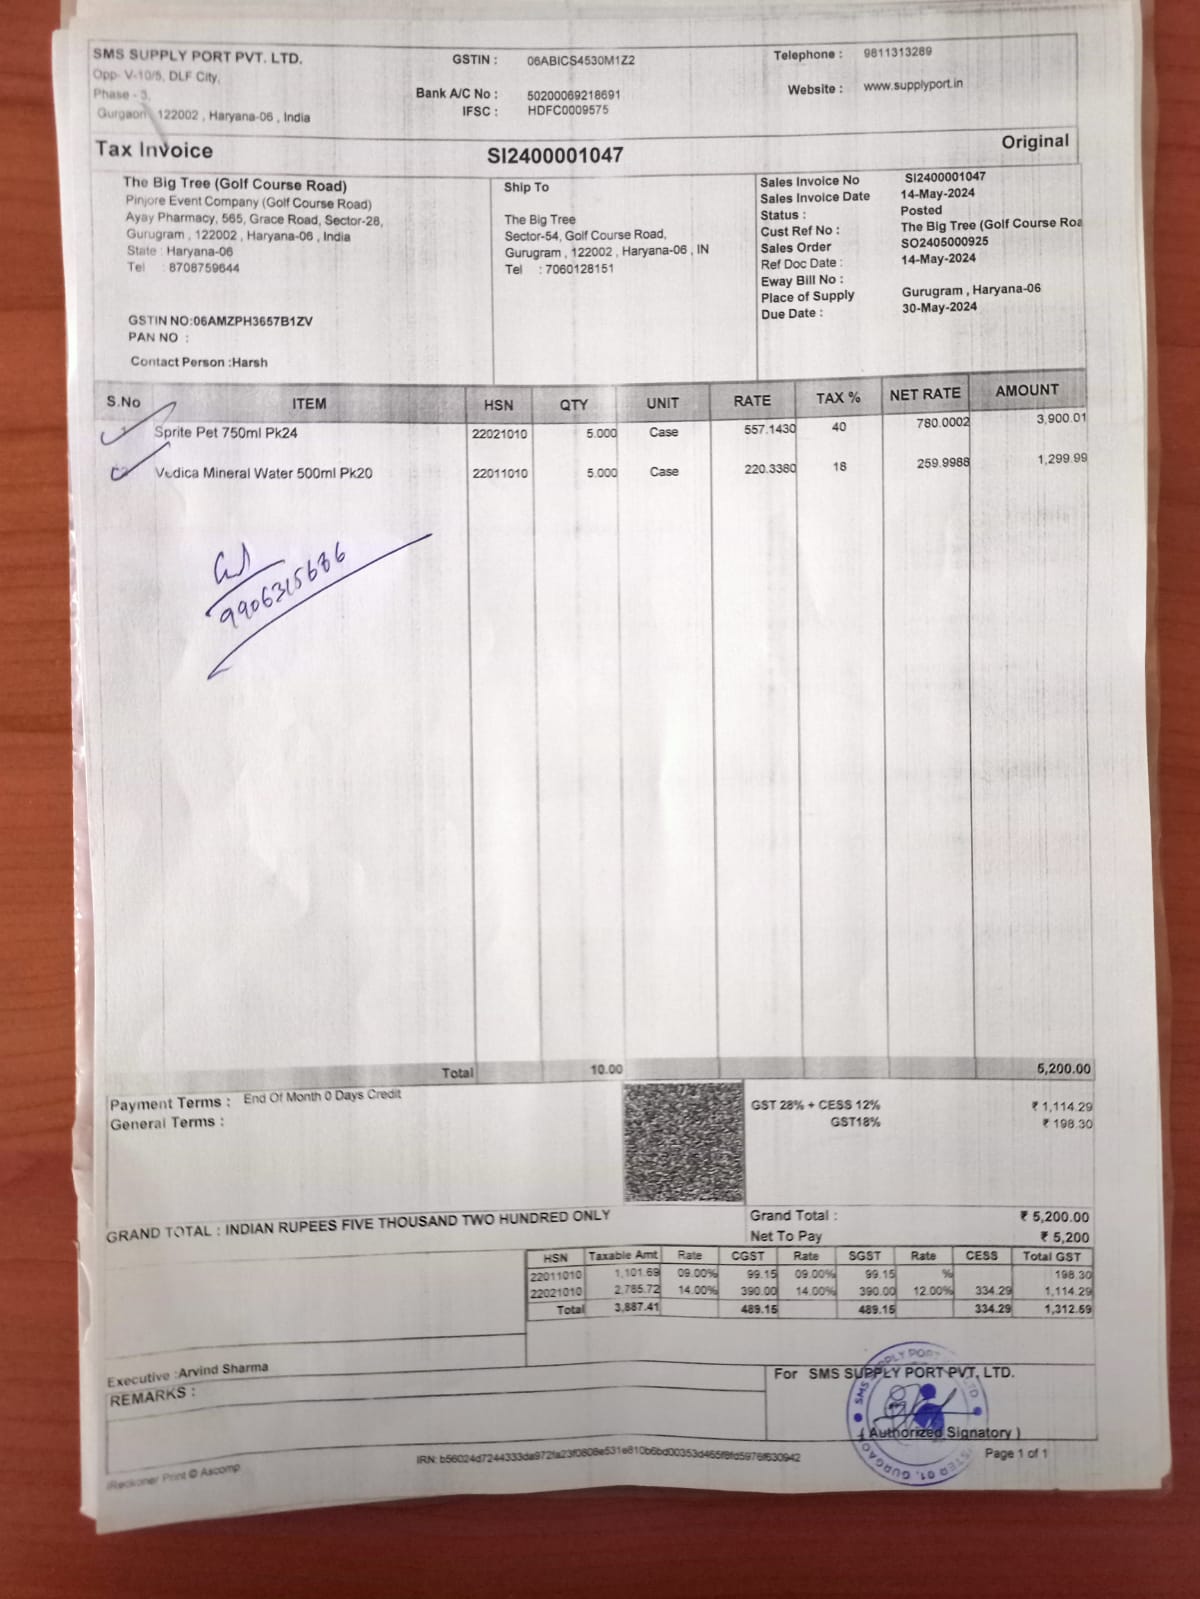 SMS SUPPLY PORT PVT. LTD.
Opp- V-10/5, DLF City,
Phase - 3,
Gurgaon , 122002 , Haryana-06 , India
GSTIN : 06ABICS4530M1Z2
Bank A/C No : 50200069218691
IFSC : HDFC0009575
Telephone : 9811313289
Website : www.supplyport.in
Tax Invoice SI2400001047 Original
The Big Tree (Golf Course Road)
Pinjore Event Company (Golf Course Road)
Ayay Pharmacy, 565, Grace Road, Sector-28,
Gurugram , 122002 , Haryana-06 , India
State : Haryana-06
Tel : 8708759644
GSTIN NO:06AMZPH3657B1ZV
PAN NO :
Contact Person :Harsh
Ship To
The Big Tree
Sector-54, Golf Course Road,
Gurugram , 122002 , Haryana-06 , IN
Tel : 7060128151
Sales Invoice No SI2400001047
Sales Invoice Date 14-May-2024
Status : Posted
Cust Ref No : The Big Tree (Golf Course Roa
Sales Order SO2405000925
Ref Doc Date : 14-May-2024
Eway Bill No :
Place of Supply Gurugram , Haryana-06
Due Date : 30-May-2024
S.No ITEM HSN QTY UNIT RATE TAX % NET RATE AMOUNT
1 Sprite Pet 750ml Pk24 22021010 5.000 Case 557.1430 40 780.0002 3,900.01
2 Vedica Mineral Water 500ml Pk20 22011010 5.000 Case 220.3380 18 259.9988 1,299.99
Total 10.00 5,200.00
Payment Terms : End Of Month 0 Days Credit
General Terms :
GST 28% + CESS 12% ₹ 1,114.29
GST18% ₹ 198.30
GRAND TOTAL : INDIAN RUPEES FIVE THOUSAND TWO HUNDRED ONLY
Grand Total : ₹ 5,200.00
Net To Pay ₹ 5,200
HSN Taxable Amt Rate CGST Rate SGST Rate CESS Total GST
22011010 1,101.69 09.00% 99.15 09.00% 99.15 % 198.30
22021010 2,785.72 14.00% 390.00 14.00% 390.00 12.00% 334.29 1,114.29
Total 3,887.41 489.15 489.15 334.29 1,312.59
Executive :Arvind Sharma
REMARKS :
For SMS SUPPLY PORT PVT. LTD.
( Authorized Signatory )
IRN: b56024d7244333da972fa23f0808e531e810b6bd00353d465f8fd5976f630942
Page 1 of 1
iReckoner Print © Ascomp